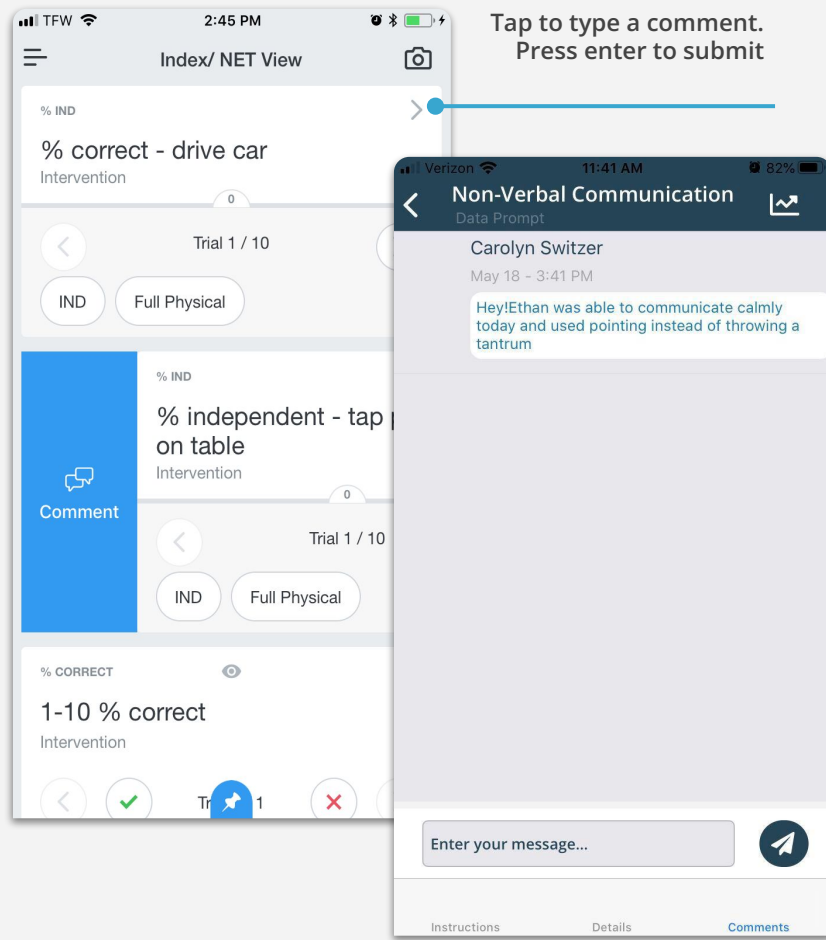 TFW 2:45 PM
Index/ NET View
Tap to type a comment.
Press enter to submit
% IND
% correct - drive car
Intervention
0
Trial 1 / 10
IND Full Physical
% IND
% independent - tap
on table
Intervention
0
Comment
Trial 1 / 10
IND Full Physical
% CORRECT
1-10 % correct
Intervention
1
Verizon 11:41 AM 82%
Non-Verbal Communication
Data Prompt
Carolyn Switzer
May 18 - 3:41 PM
Hey!Ethan was able to communicate calmly
today and used pointing instead of throwing a
tantrum
Enter your message...
Instructions Details Comments